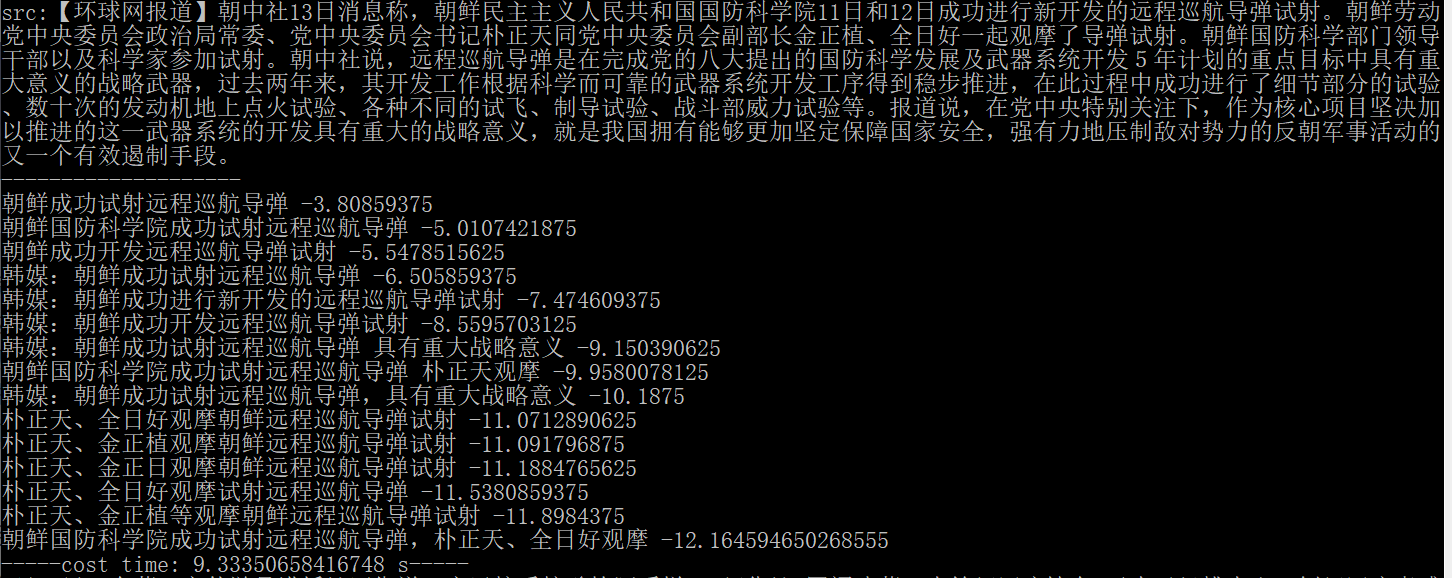 src:【环球网报道】朝中社13日消息称，朝鲜民主主义人民共和国国防科学院11日和12日成功进行新开发的远程巡航导弹试射。朝鲜劳动
党中央委员会政治局常委、党中央委员会书记朴正天同党中央委员会副部长金正植、全日好一起观摩了导弹试射。朝鲜国防科学部门领导
干部以及科学家参加试射。朝中社说，远程巡航导弹是在完成党的八大提出的国防科学发展及武器系统开发５年计划的重点目标中具有重
大意义的战略武器，过去两年来，其开发工作根据科学而可靠的武器系统开发工序得到稳步推进，在此过程中成功进行了细节部分的试验
、数十次的发动机地上点火试验、各种不同的试飞、制导试验、战斗部威力试验等。报道说，在党中央特别关注下，作为核心项目坚决加
以推进的这一武器系统的开发具有重大的战略意义，就是我国拥有能够更加坚定保障国家安全，强有力地压制敌对势力的反朝军事活动的
又一个有效遏制手段。
--------------------
朝鲜成功试射远程巡航导弹 -3.80859375
朝鲜国防科学院成功试射远程巡航导弹 -5.0107421875
朝鲜成功开发远程巡航导弹试射 -5.5478515625
韩媒：朝鲜成功试射远程巡航导弹 -6.505859375
韩媒：朝鲜成功进行新开发的远程巡航导弹试射 -7.474609375
韩媒：朝鲜成功开发远程巡航导弹试射 -8.5595703125
韩媒：朝鲜成功试射远程巡航导弹 具有重大战略意义 -9.150390625
朝鲜国防科学院成功试射远程巡航导弹 朴正天观摩 -9.9580078125
韩媒：朝鲜成功试射远程巡航导弹，具有重大战略意义 -10.1875
朴正天、全日好观摩朝鲜远程巡航导弹试射 -11.0712890625
朴正天、金正植观摩朝鲜远程巡航导弹试射 -11.091796875
朴正天、金正日观摩朝鲜远程巡航导弹试射 -11.1884765625
朴正天、全日好观摩试射远程巡航导弹 -11.5380859375
朴正天、金正植等观摩朝鲜远程巡航导弹试射 -11.8984375
朝鲜国防科学院成功试射远程巡航导弹，朴正天、全日好观摩 -12.164594650268555
-----cost time: 9.33350658416748 s-----